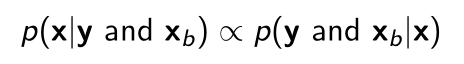 p(x|y and x_b) ∝ p(y and x_b|x)